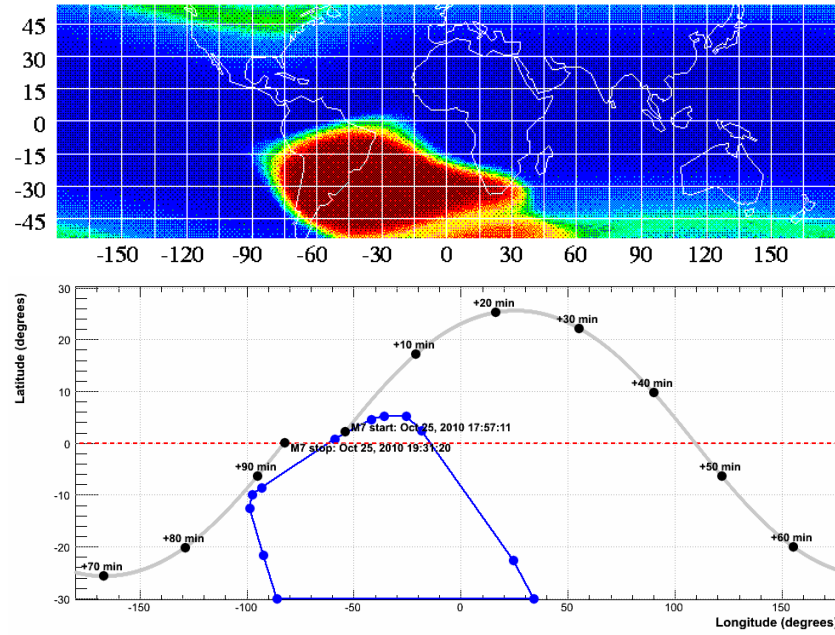 45
30
15
0
-15
-30
-45
-150 -120 -90 -60 -30 0 30 60 90 120 150
Latitude (degrees)
30
20
10
0
-10
-20
-30
+20 min
+30 min
+10 min
+40 min
M7 start: Oct 25, 2010 17:57:11
M7 stop: Oct 25, 2010 19:31:20
+90 min
+50 min
+80 min
+60 min
+70 min
-150 -100 -50 0 50 100 150
Longitude (degrees)